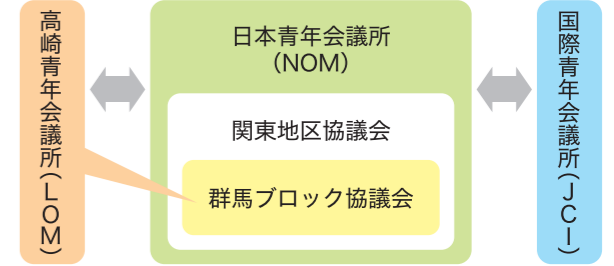 高崎青年会議所(LOM)
日本青年会議所
(NOM)
関東地区協議会
群馬ブロック協議会
国際青年会議所(JCI)